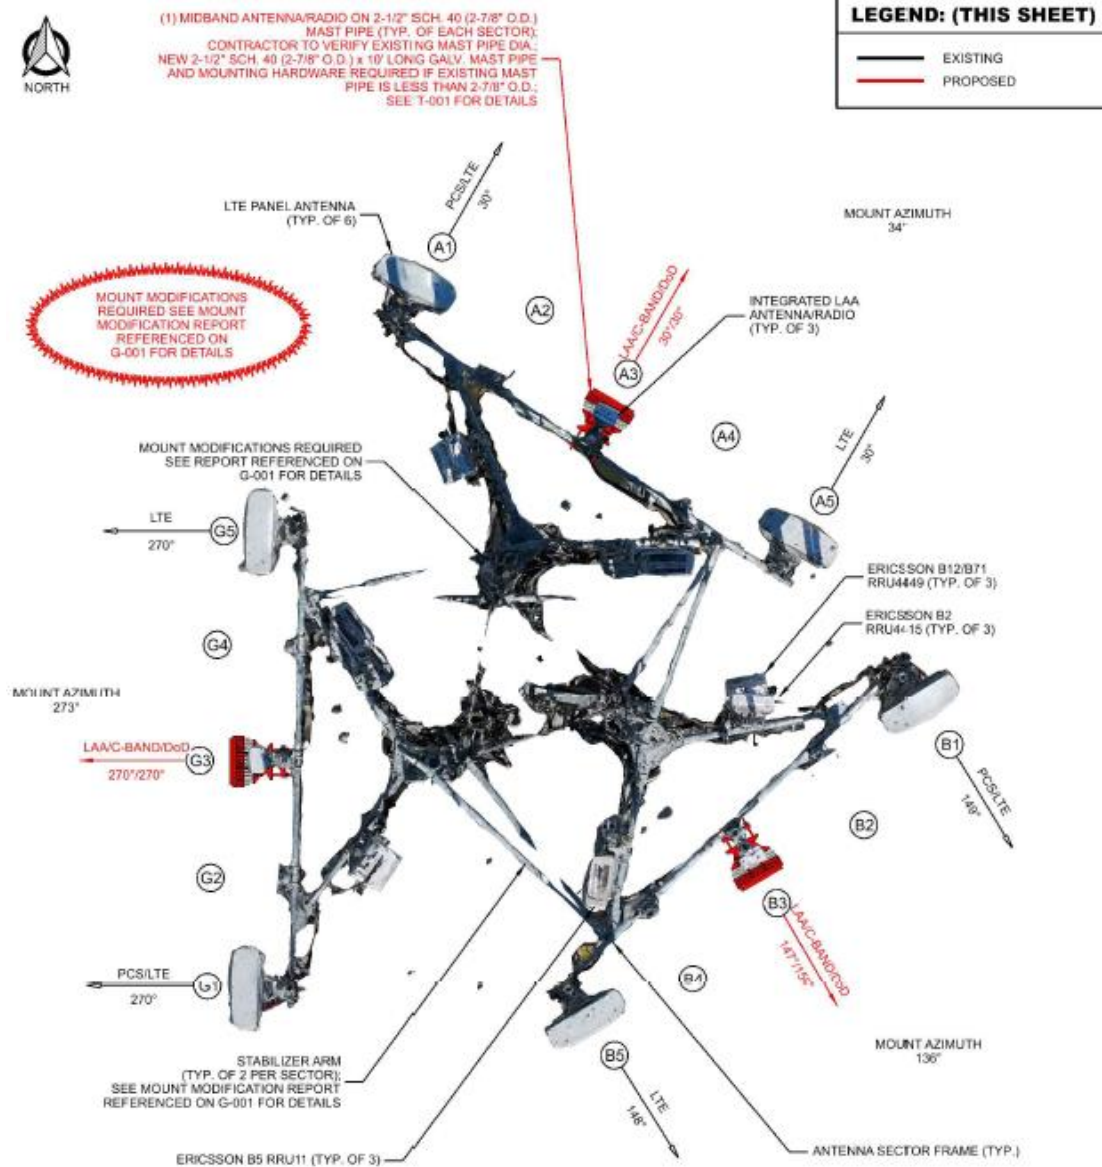 LEGEND: (THIS SHEET)
EXISTING
PROPOSED
NORTH
(1) MIDBAND ANTENNA/RADIO ON 2-1/2" SCH. 40 (2-7/8" O.D.)
MAST PIPE (TYP. OF EACH SECTOR);
CONTRACTOR TO VERIFY EXISTING MAST PIPE DIA.;
NEW 2-1/2" SCH. 40 (2-7/8" O.D.) x 10' LONG GALV. MAST PIPE
AND MOUNTING HARDWARE REQUIRED IF EXISTING MAST
PIPE IS LESS THAN 2-7/8" O.D.;
SEE T-001 FOR DETAILS
PCS/LTE
30°
LTE PANEL ANTENNA
(TYP. OF 6)
A1
MOUNT AZIMUTH
34°
MOUNT MODIFICATIONS
REQUIRED SEE MOUNT
MODIFICATION REPORT
REFERENCED ON
G-001 FOR DETAILS
A2
LAA/C-BAND/DoD
30°/30°
INTEGRATED LAA
ANTENNA/RADIO
(TYP. OF 3)
A3
A4
LTE
30°
MOUNT MODIFICATIONS REQUIRED
SEE REPORT REFERENCED ON
G-001 FOR DETAILS
A5
LTE
270°
G5
ERICSSON B12/B71
RRU4449 (TYP. OF 3)
ERICSSON B2
RRU4415 (TYP. OF 3)
G4
MOUNT AZIMUTH
273°
LAA/C-BAND/DoD
270°/270°
G3
B1
PCS/LTE
149°
B2
G2
B3
LAA/C-BAND/DoD
B4
PCS/LTE
270°
G1
MOUNT AZIMUTH
136°
B5
LTE
148°
STABILIZER ARM
(TYP. OF 2 PER SECTOR);
SEE MOUNT MODIFICATION REPORT
REFERENCED ON G-001 FOR DETAILS
ERICSSON B5 RRU11 (TYP. OF 3)
ANTENNA SECTOR FRAME (TYP.)